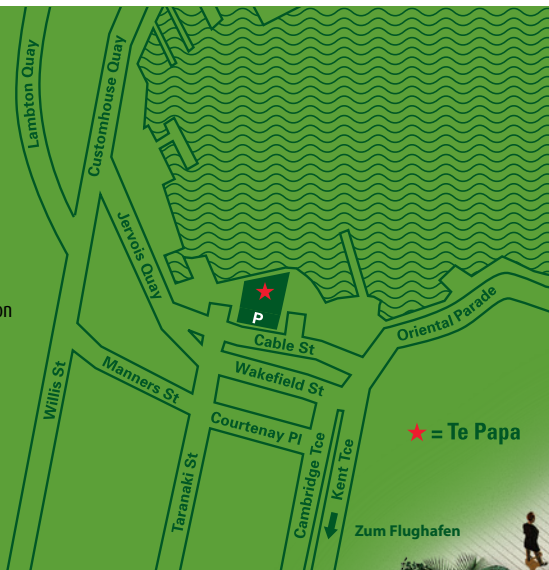 Lambton Quay
Customhouse Quay
Jervois Quay
on
P
Cable St
Oriental Parade
Wakefield St
Manners St
Willis St
Courtenay Pl
= Te Papa
Taranaki St
Cambridge Tce
Kent Tce
Zum Flughafen